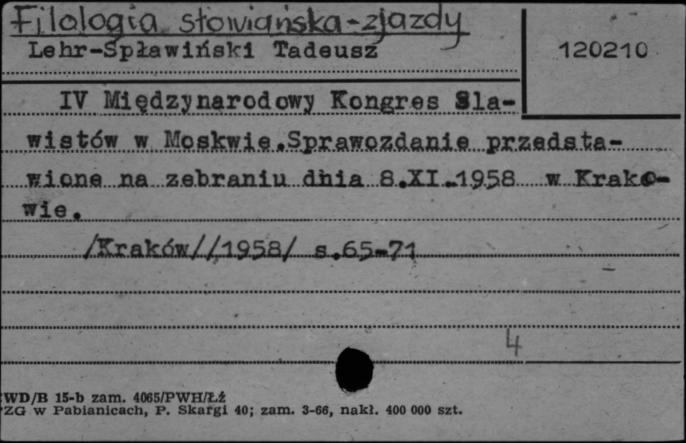 Filologia słowiańska-zjazdy
Lehr-Spławiński Tadeusz
120210
IV Międzynarodowy Kongres Sla-
wistów w Moskwie.Sprawozdanie przedsta-
wione na zebraniu dnia 8.XI.1958 w Krako-
wie.
/Kraków//1958/ s.65-71
4
WD/B 15-b zam. 4065/PWH/ŁŻ
PZG w Pabianicach, P. Skargi 40; zam. 3-66, nakł. 400 000 szt.